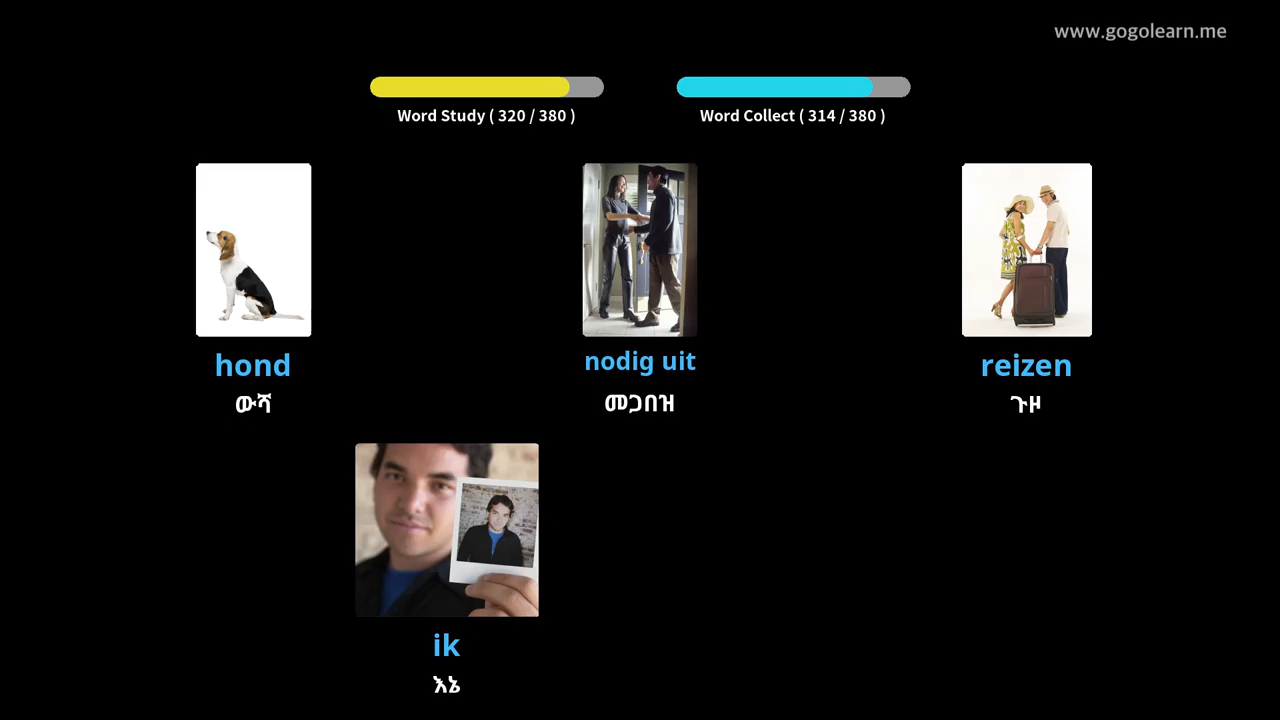 www.gogolearn.me
Word Study ( 320 / 380 )
Word Collect ( 314 / 380 )
hond
ውሻ
nodig uit
መጋበዝ
reizen
ጉዞ
ik
እኔ